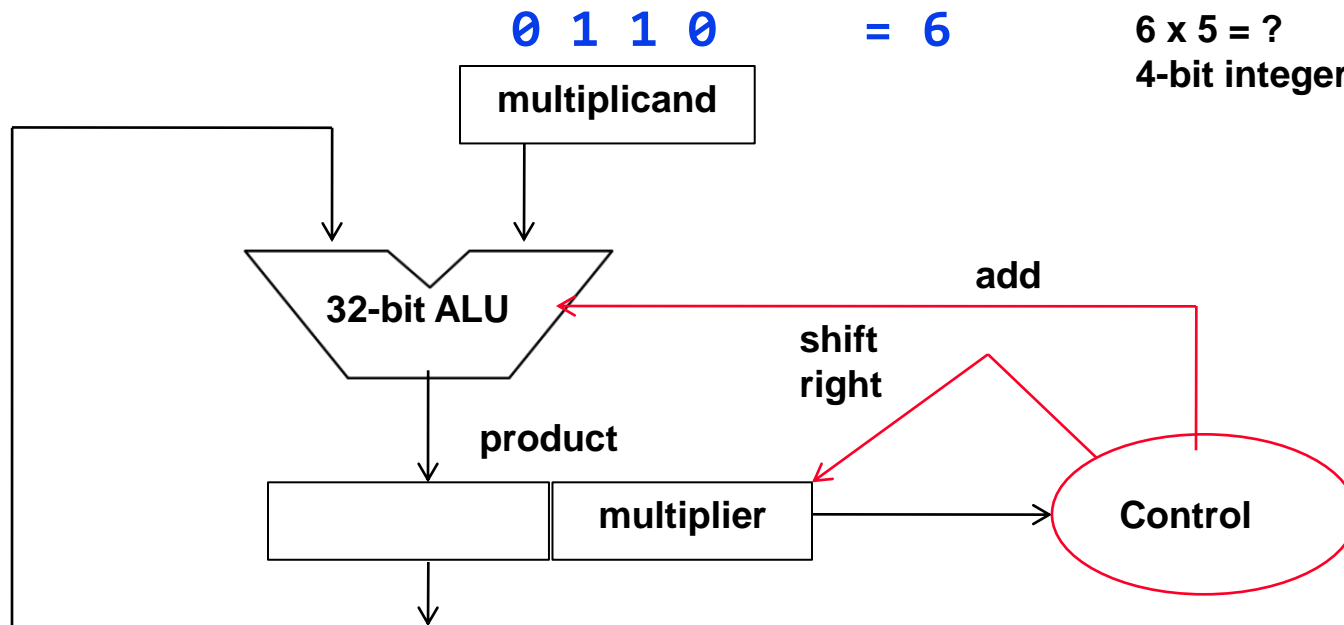 0 1 1 0 = 6
6 x 5 = ?
4-bit integer
multiplicand
32-bit ALU
add
shift
right
product
multiplier
Control